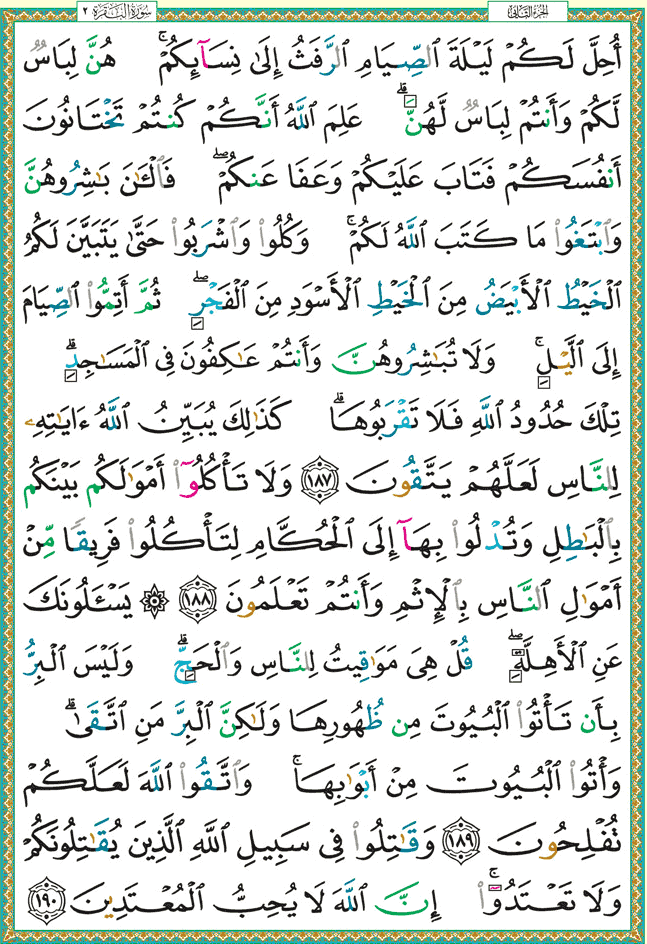 سُورَةُ البَقَرَةِ ٢
الجزء الثاني
أُحِلَّ لَكُمْ لَيْلَةَ الصِّيَامِ الرَّفَثُ إِلَىٰ نِسَآئِكُمْ ۚ هُنَّ لِبَاسٌ
لَّكُمْ وَأَنتُمْ لِبَاسٌ لَّهُنَّ ۗ عَلِمَ ٱللَّهُ أَنَّكُمْ كُنتُمْ تَخْتَانُونَ
أَنفُسَكُمْ فَتَابَ عَلَيْكُمْ وَعَفَا عَنكُمْ ۖ فَٱلْـَٰٔنَ بَـٰشِرُوهُنَّ
وَٱبْتَغُوا۟ مَا كَتَبَ ٱللَّهُ لَكُمْ ۚ وَكُلُوا۟ وَٱشْرَبُوا۟ حَتَّىٰ يَتَبَيَّنَ لَكُمُ
ٱلْخَيْطُ ٱلْأَبْيَضُ مِنَ ٱلْخَيْطِ ٱلْأَسْوَدِ مِنَ ٱلْفَجْرِ ۖ ثُمَّ أَتِمُّوا۟ ٱلصِّيَامَ
إِلَى ٱلَّيْلِ ۚ وَلَا تُبَـٰشِرُوهُنَّ وَأَنتُمْ عَـٰكِفُونَ فِى ٱلْمَسَـٰجِدِ ۗ
تِلْكَ حُدُودُ ٱللَّهِ فَلَا تَقْرَبُوهَا ۗ كَذَٰلِكَ يُبَيِّنُ ٱللَّهُ ءَايَـٰتِهِۦ
لِلنَّاسِ لَعَلَّهُمْ يَتَّقُونَ ١٨٧ وَلَا تَأْكُلُوٓا۟ أَمْوَٰلَكُم بَيْنَكُم
بِٱلْبَـٰطِلِ وَتُدْلُوا۟ بِهَآ إِلَى ٱلْحُكَّامِ لِتَأْكُلُوا۟ فَرِيقًا مِّنْ
أَمْوَٰلِ ٱلنَّاسِ بِٱلْإِثْمِ وَأَنتُمْ تَعْلَمُونَ ١٨٨ ۞ يَسْـَٔلُونَكَ
عَنِ ٱلْأَهِلَّةِ ۖ قُلْ هِىَ مَوَٰقِيتُ لِلنَّاسِ وَٱلْحَجِّ ۗ وَلَيْسَ ٱلْبِرُّ
بِأَن تَأْتُوا۟ ٱلْبُيُوتَ مِن ظُهُورِهَا وَلَـٰكِنَّ ٱلْبِرَّ مَنِ ٱتَّقَىٰ ۗ
وَأْتُوا۟ ٱلْبُيُوتَ مِنْ أَبْوَٰبِهَا ۚ وَٱتَّقُوا۟ ٱللَّهَ لَعَلَّكُمْ
تُفْلِحُونَ ١٨٩ وَقَـٰتِلُوا۟ فِى سَبِيلِ ٱللَّهِ ٱلَّذِينَ يُقَـٰتِلُونَكُمْ
وَلَا تَعْتَدُوٓا۟ ۚ إِنَّ ٱللَّهَ لَا يُحِبُّ ٱلْمُعْتَدِينَ ١٩٠